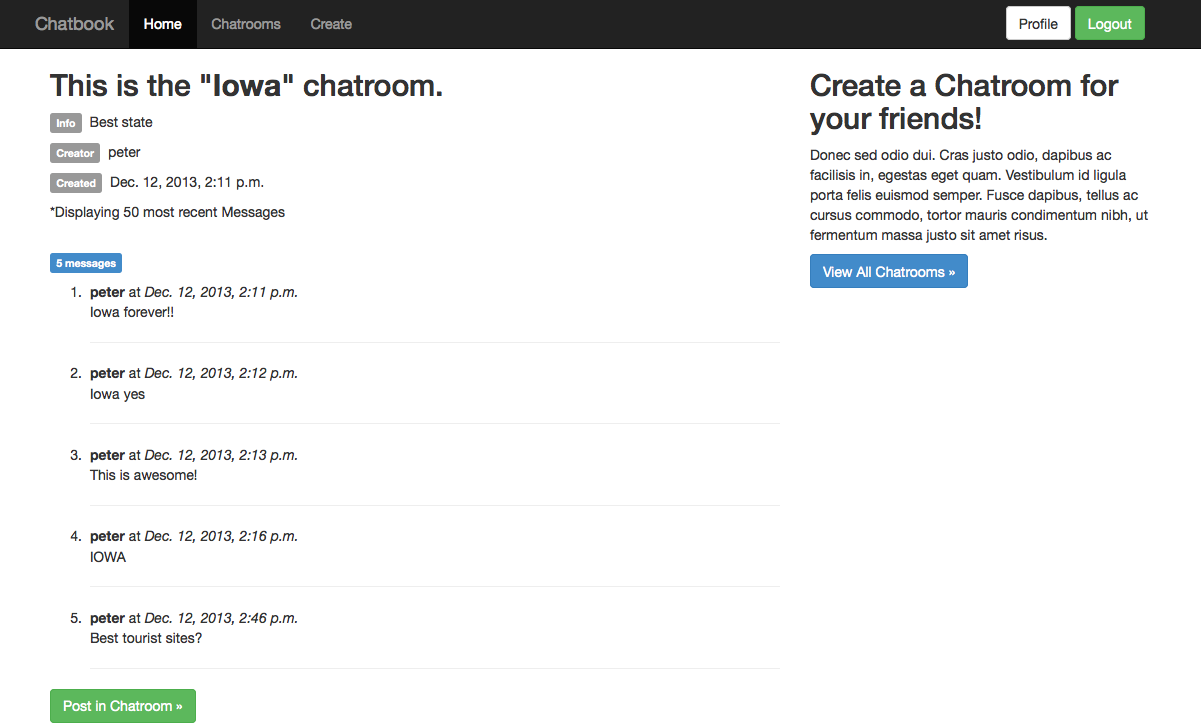 Chatbook Home Chatrooms Create Profile Logout
This is the "Iowa" chatroom.
Info Best state
Creator peter
Created Dec. 12, 2013, 2:11 p.m.
*Displaying 50 most recent Messages
5 messages
1. peter at Dec. 12, 2013, 2:11 p.m.
Iowa forever!!
2. peter at Dec. 12, 2013, 2:12 p.m.
Iowa yes
3. peter at Dec. 12, 2013, 2:13 p.m.
This is awesome!
4. peter at Dec. 12, 2013, 2:16 p.m.
IOWA
5. peter at Dec. 12, 2013, 2:46 p.m.
Best tourist sites?
Post in Chatroom »
Create a Chatroom for
your friends!
Donec sed odio dui. Cras justo odio, dapibus ac
facilisis in, egestas eget quam. Vestibulum id ligula
porta felis euismod semper. Fusce dapibus, tellus ac
cursus commodo, tortor mauris condimentum nibh, ut
fermentum massa justo sit amet risus.
View All Chatrooms »